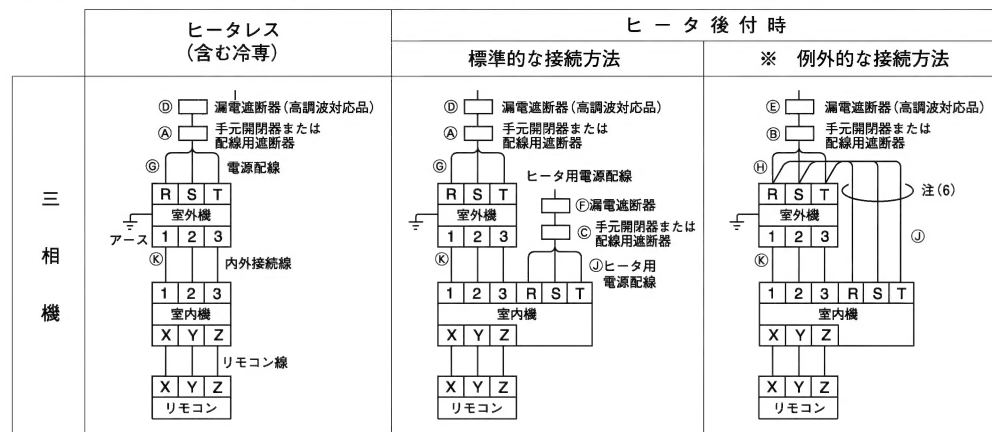 ヒータレス
(含む冷専)
ヒータ後付時
標準的な接続方法
※ 例外的な接続方法
三相機
Ⓓ 漏電遮断器(高調波対応品)
Ⓐ 手元開閉器または
配線用遮断器
Ⓖ 電源配線
R S T
室外機
アース
1 2 3
Ⓚ 内外接続線
1 2 3
室内機
X Y Z
リモコン線
X Y Z
リモコン
Ⓓ 漏電遮断器(高調波対応品)
Ⓐ 手元開閉器または
配線用遮断器
Ⓖ
ヒータ用電源配線
R S T
Ⓕ漏電遮断器
室外機
Ⓒ 手元開閉器または
配線用遮断器
1 2 3
Ⓚ
Ⓙヒータ用
電源配線
1 2 3 R S T
室内機
X Y Z
X Y Z
リモコン
Ⓔ 漏電遮断器(高調波対応品)
Ⓑ 手元開閉器または
配線用遮断器
Ⓗ
R S T
注(6)
室外機
1 2 3
Ⓙ
Ⓚ
1 2 3 R S T
室内機
X Y Z
X Y Z
リモコン